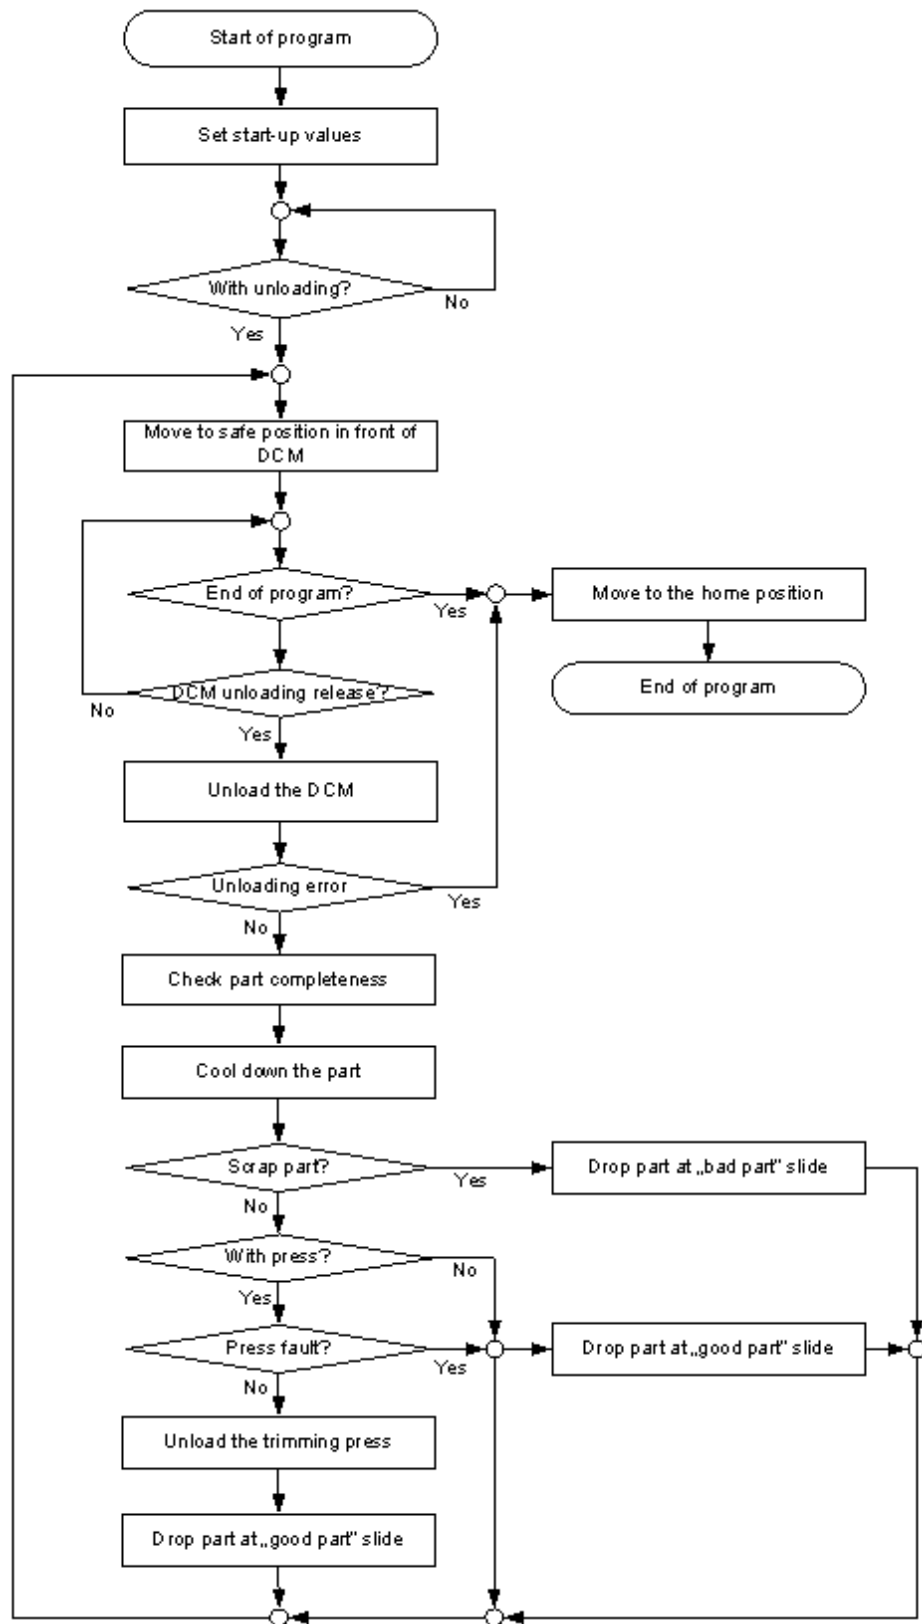 Start of program
Set start-up values
With unloading?
No
Yes
Move to safe position in front of
DCM
End of program?
Yes
Move to the home position
DCM unloading release?
No
End of program
Yes
Unload the DCM
Unloading error
Yes
No
Check part completeness
Cool down the part
Scrap part?
Yes
Drop part at „bad part" slide
No
With press?
No
Yes
Press fault?
Yes
Drop part at „good part" slide
No
Unload the trimming press
Drop part at „good part" slide